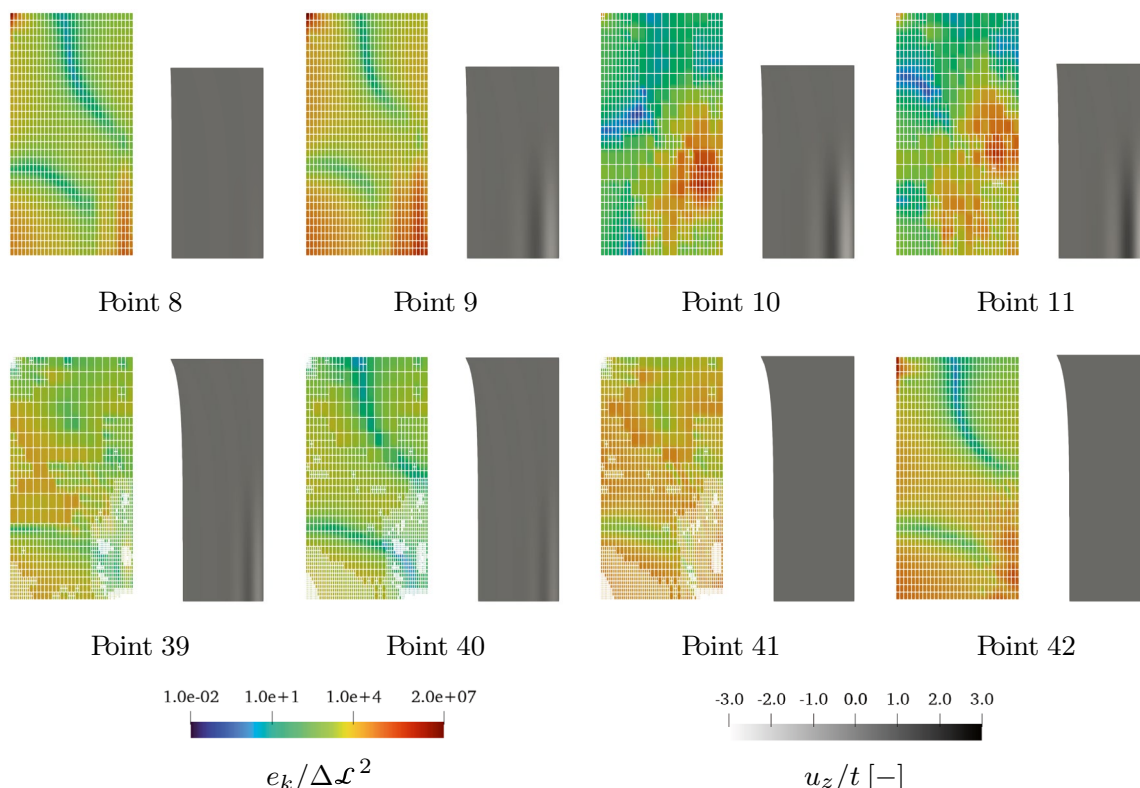 Point 8 Point 9 Point 10 Point 11
Point 39 Point 40 Point 41 Point 42
1.0e-02 1.0e+1 1.0e+4 2.0e+07 -3.0 -2.0 -1.0 0.0 1.0 2.0 3.0
e_k/Δℒ² u_z/t [−]